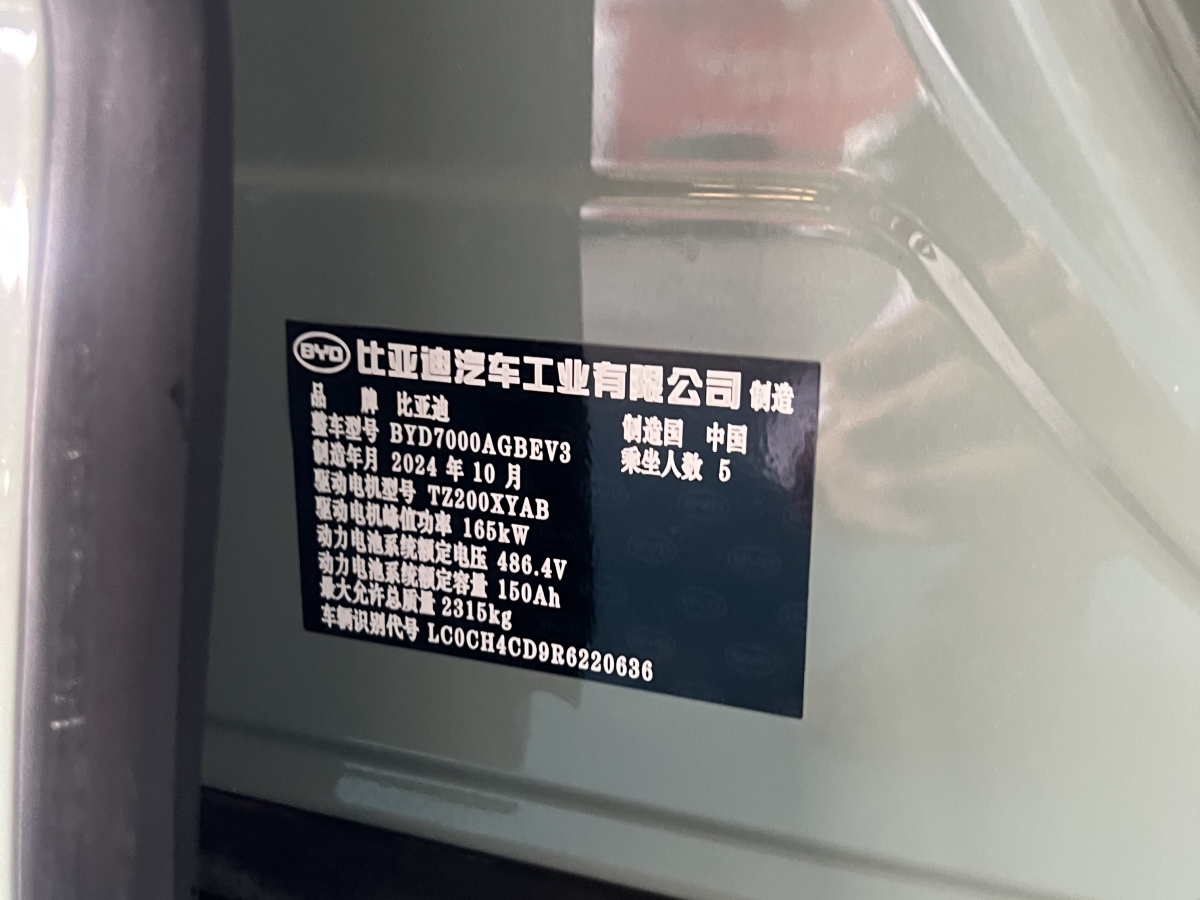 BYD 比亚迪汽车工业有限公司 制造
品 牌 比亚迪 制造国 中国
整车型号 BYD7000AGBEV3 乘坐人数 5
制造年月 2024 年 10 月
驱动电机型号 TZ200XYAB
驱动电机峰值功率 165kW
动力电池系统额定电压 486.4V
动力电池系统额定容量 150Ah
最大允许总质量 2315kg
车辆识别代号 LC0CH4CD9R6220636